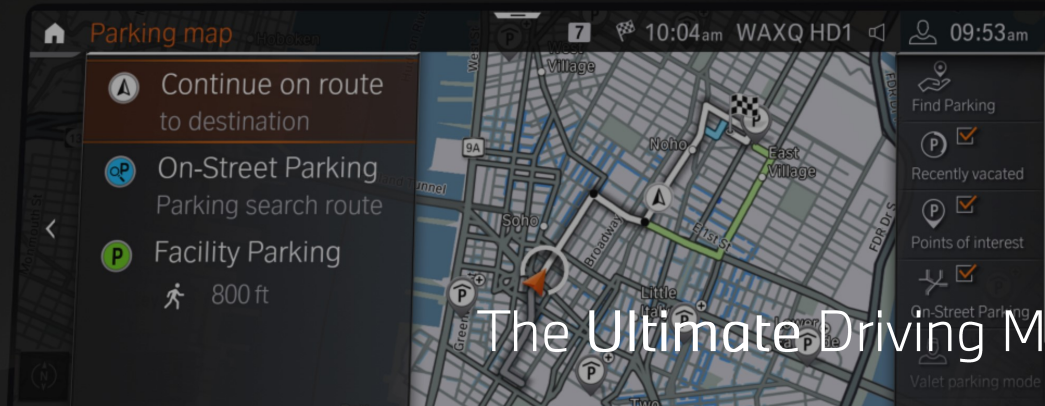 Parking map
7
10:04am
WAXQ HD1
09:53am
Continue on route
to destination
On-Street Parking
Parking search route
Facility Parking
800 ft
Village
9A
Noho
East
Village
Soho
Broadway
1st St
Little
FDR Dr S
Two
Find Parking
Recently vacated
Points of interest
On-Street Parking
Valet parking mode
The Ultimate Driving M